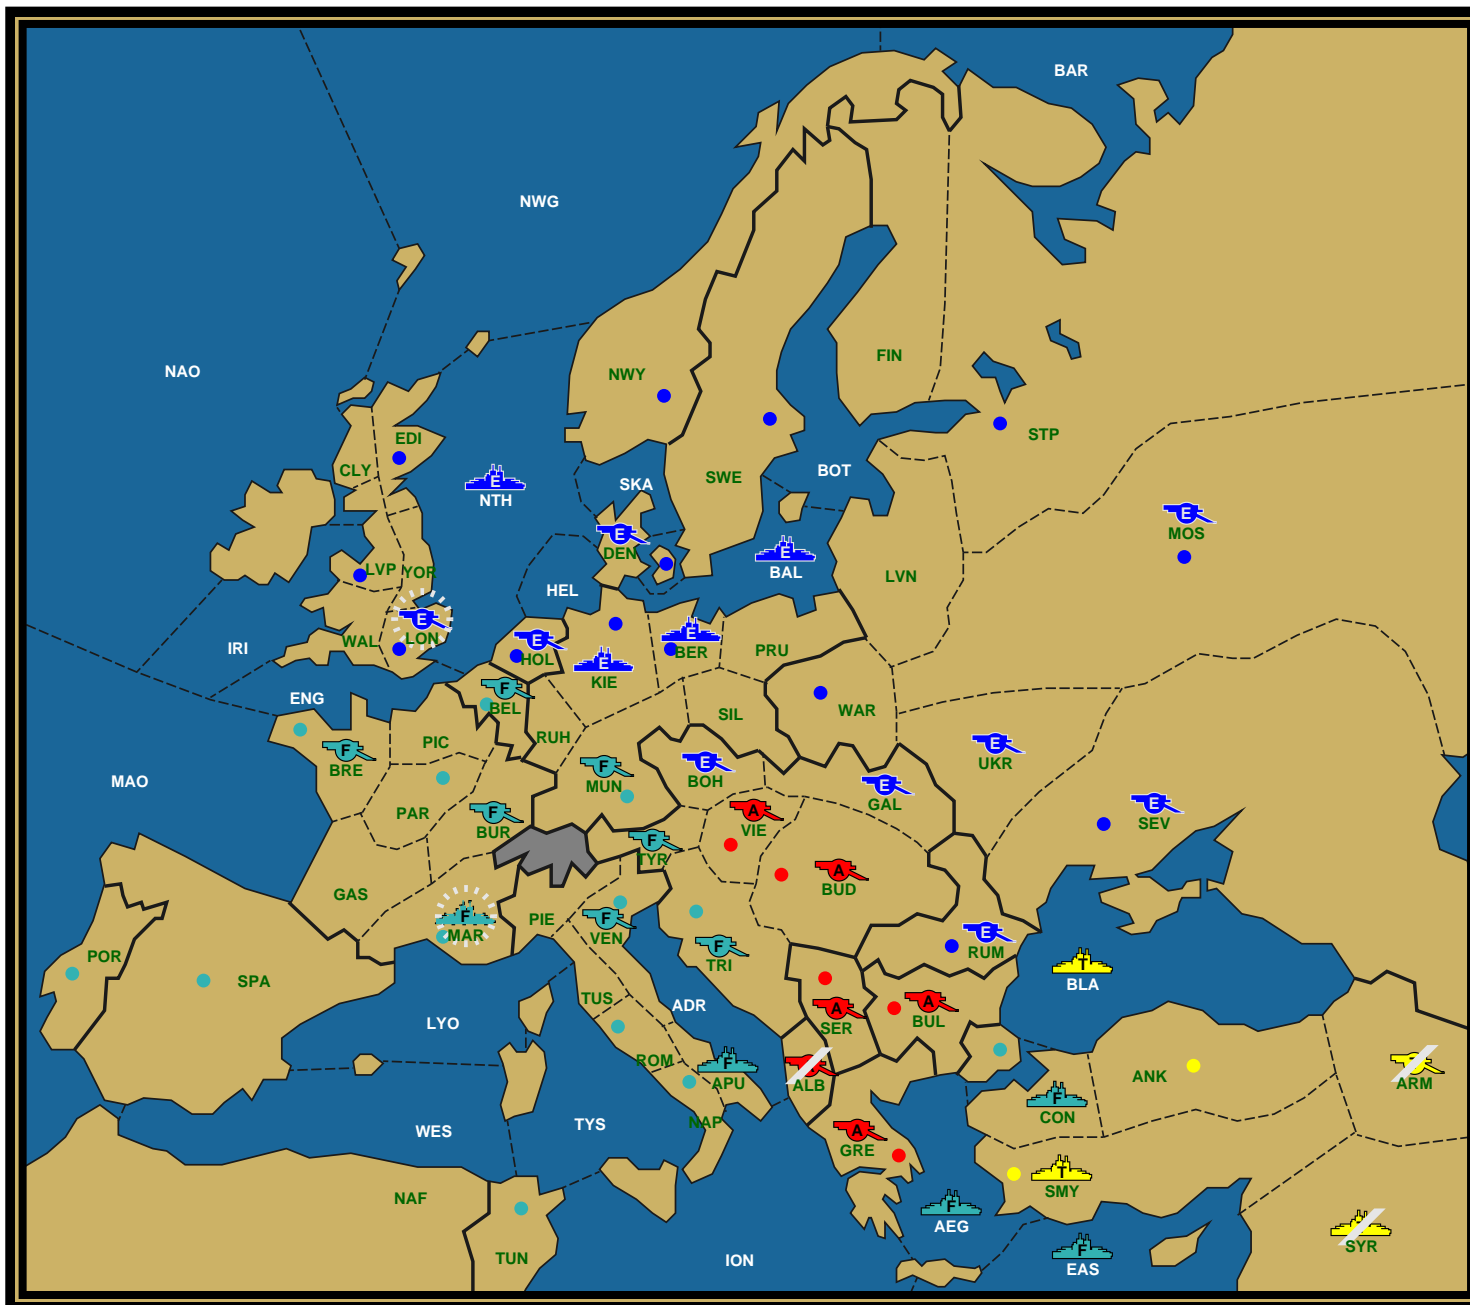 BAR
NWG
NAO
FIN
NWY
EDI
STP
CLY
BOT
SWE
SKA
E
NTH
E
MOS
E
DEN
E
BAL
LVP
YOR
LVN
HEL
E
LON
WAL
IRI
E
HOL
E
BER
PRU
E
KIE
F
BEL
ENG
WAR
SIL
RUH
PIC
E
UKR
F
BRE
E
BOH
F
MUN
MAO
E
GAL
E
SEV
PAR
F
BUR
A
VIE
F
TYR
A
BUD
GAS
F
MAR
PIE
F
VEN
E
RUM
F
TRI
POR
SPA
T
BLA
TUS
ADR
A
SER
A
BUL
LYO
ROM
F
APU
A
ALB
ANK
ARM
F
CON
NAP
TYS
WES
A
GRE
T
SMY
NAF
F
AEG
SYR
TUN
ION
F
EAS